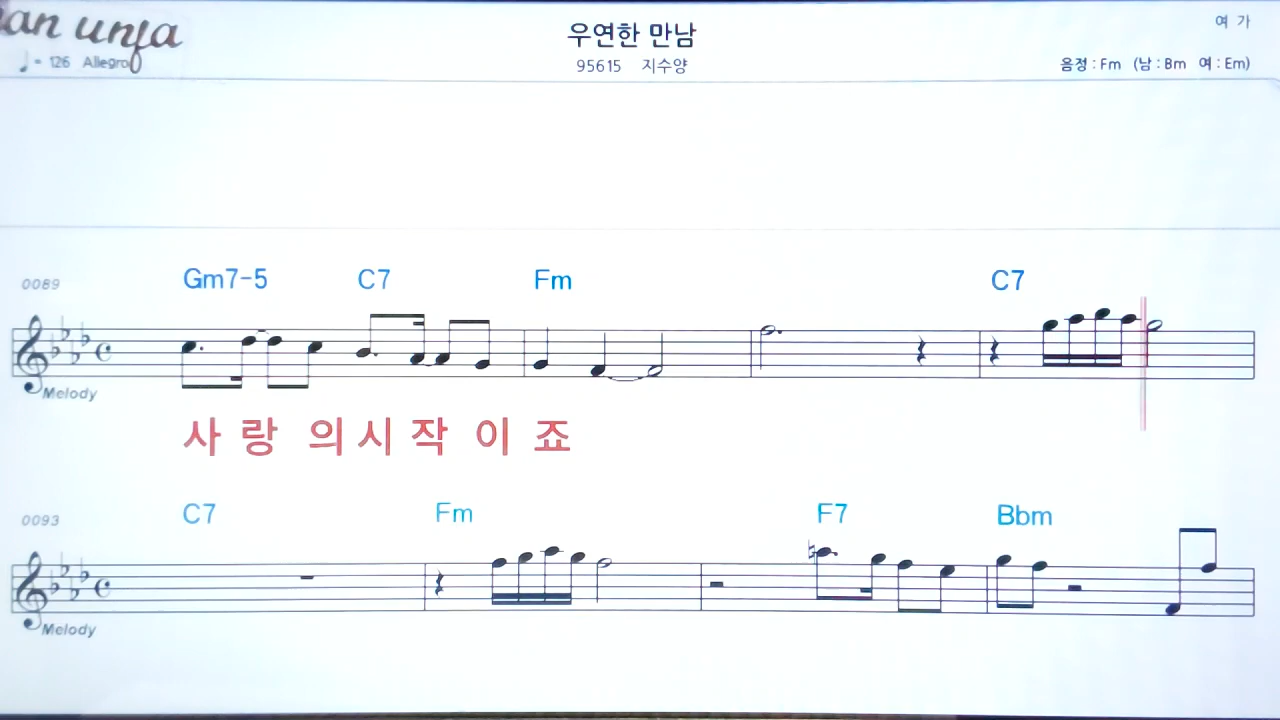 an unfa
♩= 126 Allegro
우연한 만남
95615 지수양
여 가
음정 : Fm (남 : Bm 여 : Em)
0089
Gm7-5 C7 Fm C7
Melody
사 랑 의 시 작 이 죠
0093
C7 Fm F7 Bbm
Melody